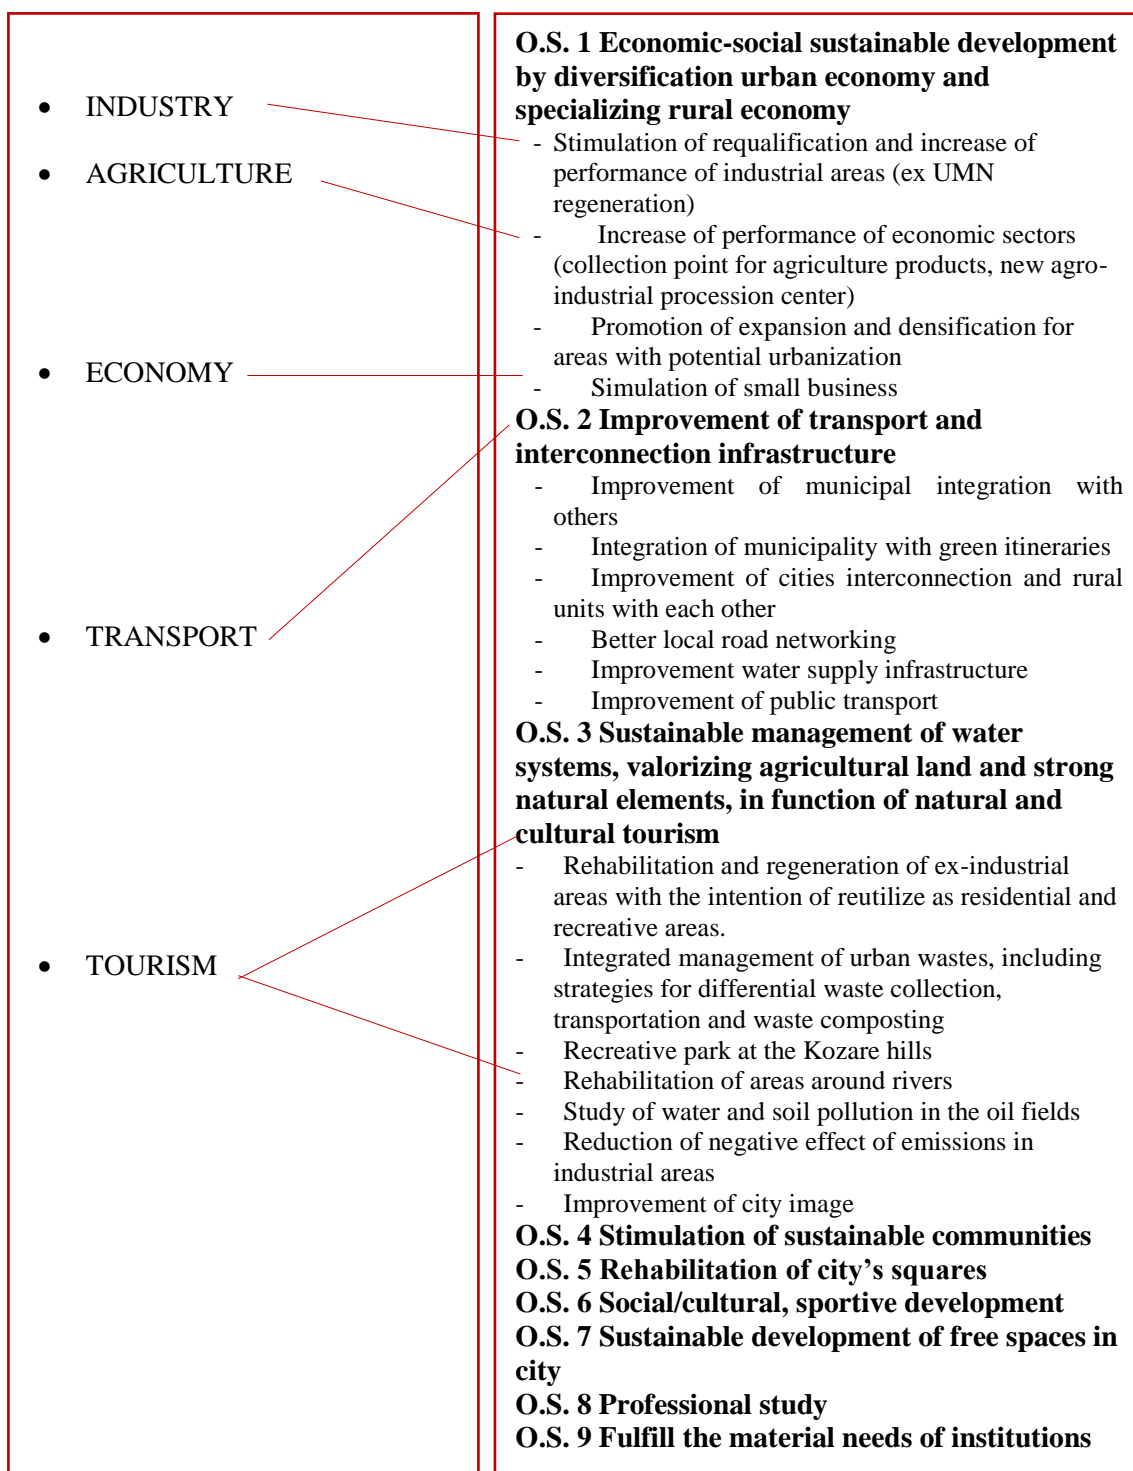 • INDUSTRY
• AGRICULTURE
• ECONOMY
• TRANSPORT
• TOURISM
O.S. 1 Economic-social sustainable development
by diversification urban economy and
specializing rural economy
- Stimulation of requalification and increase of
performance of industrial areas (ex UMN
regeneration)
- Increase of performance of economic sectors
(collection point for agriculture products, new agro-
industrial procession center)
- Promotion of expansion and densification for
areas with potential urbanization
- Simulation of small business
O.S. 2 Improvement of transport and
interconnection infrastructure
- Improvement of municipal integration with
others
- Integration of municipality with green itineraries
- Improvement of cities interconnection and rural
units with each other
- Better local road networking
- Improvement water supply infrastructure
- Improvement of public transport
O.S. 3 Sustainable management of water
systems, valorizing agricultural land and strong
natural elements, in function of natural and
cultural tourism
- Rehabilitation and regeneration of ex-industrial
areas with the intention of reutilize as residential and
recreative areas.
- Integrated management of urban wastes, including
strategies for differential waste collection,
transportation and waste composting
- Recreative park at the Kozare hills
- Rehabilitation of areas around rivers
- Study of water and soil pollution in the oil fields
- Reduction of negative effect of emissions in
industrial areas
- Improvement of city image
O.S. 4 Stimulation of sustainable communities
O.S. 5 Rehabilitation of city’s squares
O.S. 6 Social/cultural, sportive development
O.S. 7 Sustainable development of free spaces in
city
O.S. 8 Professional study
O.S. 9 Fulfill the material needs of institutions